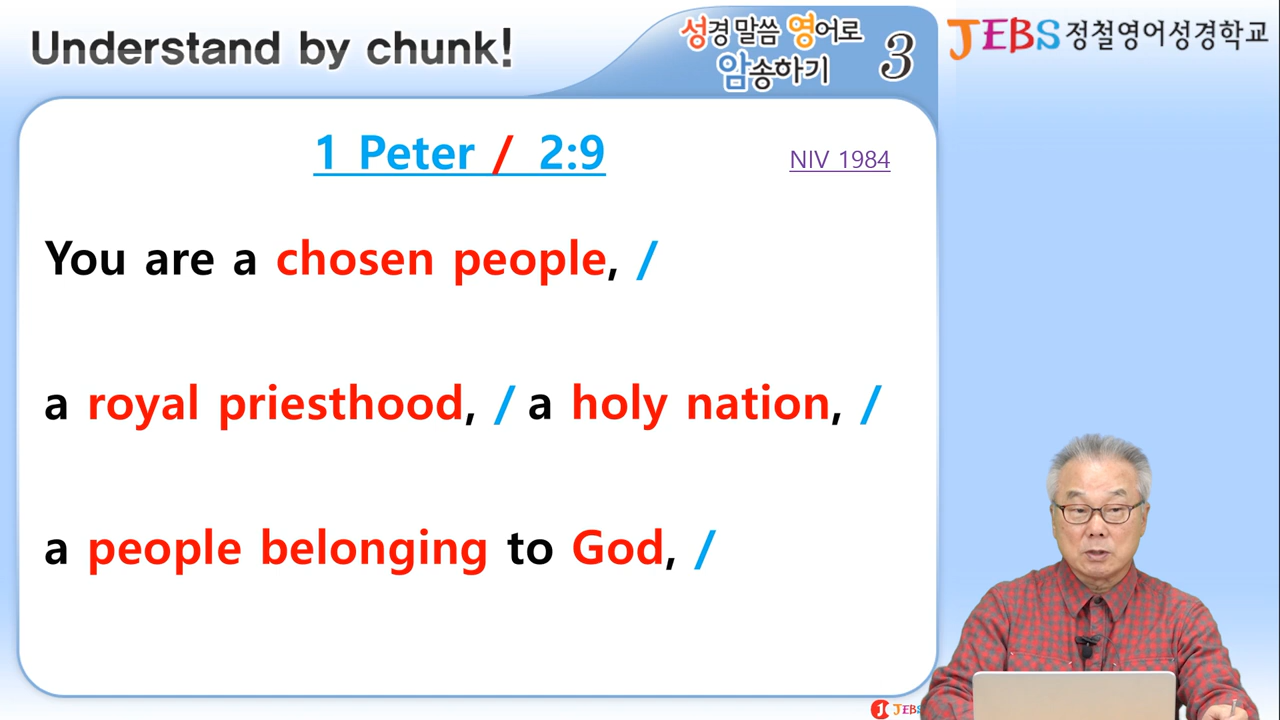 Understand by chunk!
성경 말씀 영어로
암송하기 3
JEBS 정철영어성경학교
1 Peter / 2:9
NIV 1984
You are a chosen people, /
a royal priesthood, / a holy nation, /
a people belonging to God, /
JEBS